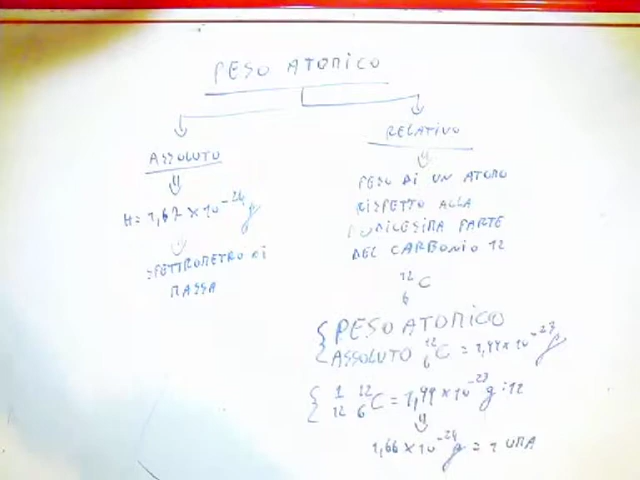 PESO ATOMICO
ASSOLUTO
H = 1,67 × 10⁻²⁴ g
SPETTROMETRO DI
MASSA
RELATIVO
PESO DI UN ATOMO
RISPETTO ALLA
DODICESIMA PARTE
DEL CARBONIO 12
¹²₆C
PESO ATOMICO
ASSOLUTO ¹²₆C = 1,99 × 10⁻²³ g
1/12 ¹²₆C = 1,99 × 10⁻²³ g : 12
1,66 × 10⁻²⁴ g = 1 UMA